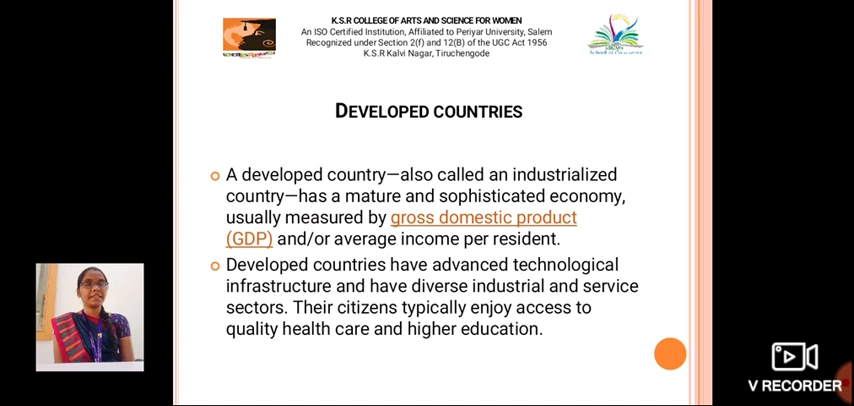 K.S.R COLLEGE OF ARTS AND SCIENCE FOR WOMEN
An ISO Certified Institution, Affiliated to Periyar University, Salem
Recognized under Section 2(f) and 12(B) of the UGC Act 1956
K.S.R Kalvi Nagar, Tiruchengode
DEVELOPED COUNTRIES
A developed country—also called an industrialized
country—has a mature and sophisticated economy,
usually measured by gross domestic product
(GDP) and/or average income per resident.
Developed countries have advanced technological
infrastructure and have diverse industrial and service
sectors. Their citizens typically enjoy access to
quality health care and higher education.
V RECORDER